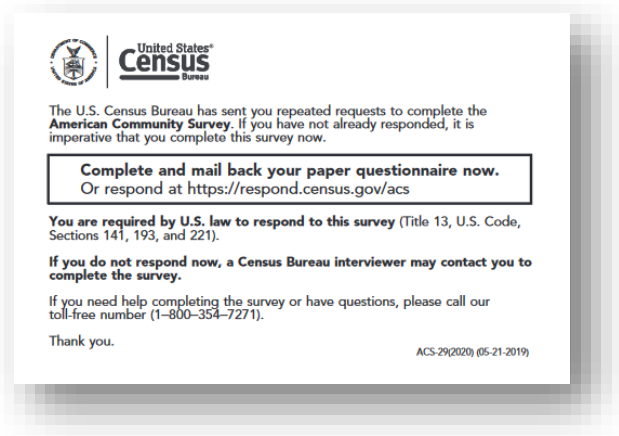 United States®
Census
Bureau
The U.S. Census Bureau has sent you repeated requests to complete the
American Community Survey. If you have not already responded, it is
imperative that you complete this survey now.
Complete and mail back your paper questionnaire now.
Or respond at https://respond.census.gov/acs
You are required by U.S. law to respond to this survey (Title 13, U.S. Code,
Sections 141, 193, and 221).
If you do not respond now, a Census Bureau interviewer may contact you to
complete the survey.
If you need help completing the survey or have questions, please call our
toll-free number (1–800–354–7271).
Thank you.
ACS-29(2020) (05-21-2019)